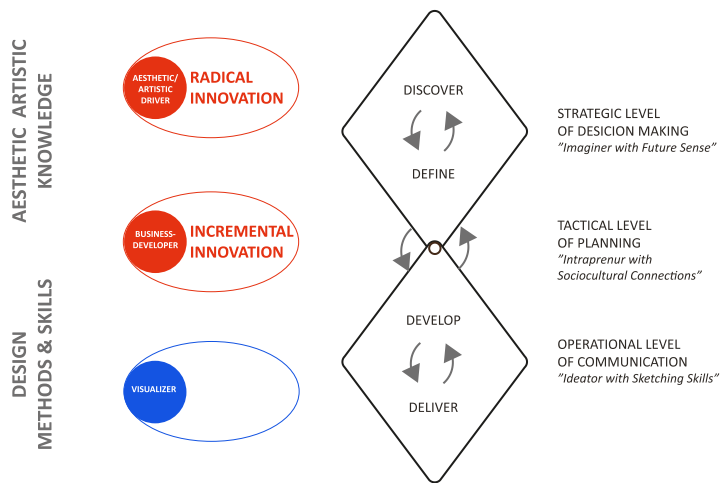 AESTHETIC ARTISTIC
KNOWLEDGE
DESIGN
METHODS & SKILLS
AESTHETIC/
ARTISTIC
DRIVER
RADICAL
INNOVATION
BUSINESS-
DEVELOPER
INCREMENTAL
INNOVATION
VISUALIZER
DISCOVER
DEFINE
DEVELOP
DELIVER
STRATEGIC LEVEL
OF DESICION MAKING
”Imaginer with Future Sense”
TACTICAL LEVEL
OF PLANNING
”Intraprenur with
Sociocultural Connections”
OPERATIONAL LEVEL
OF COMMUNICATION
”Ideator with Sketching Skills”